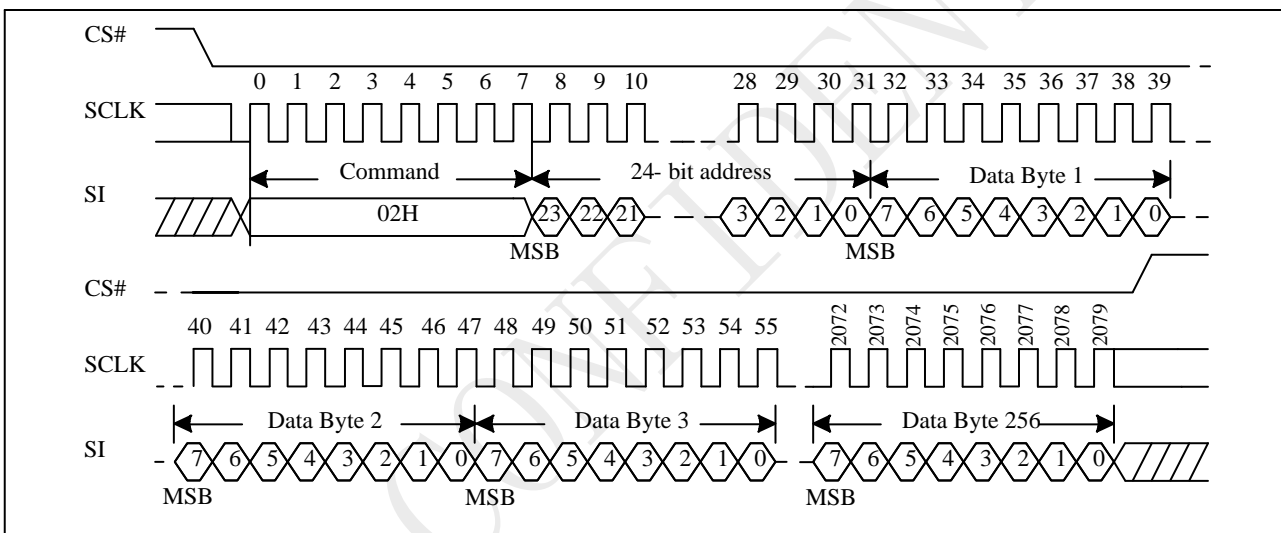 CS#
0 1 2 3 4 5 6 7 8 9 10 28 29 30 31 32 33 34 35 36 37 38 39
SCLK
Command 24- bit address Data Byte 1
SI
02H 23 22 21 3 2 1 0 7 6 5 4 3 2 1 0
MSB MSB
CS#
40 41 42 43 44 45 46 47 48 49 50 51 52 53 54 55 2072 2073 2074 2075 2076 2077 2078 2079
SCLK
Data Byte 2 Data Byte 3 Data Byte 256
SI
7 6 5 4 3 2 1 0 7 6 5 4 3 2 1 0 7 6 5 4 3 2 1 0
MSB MSB MSB
CONFIDEN